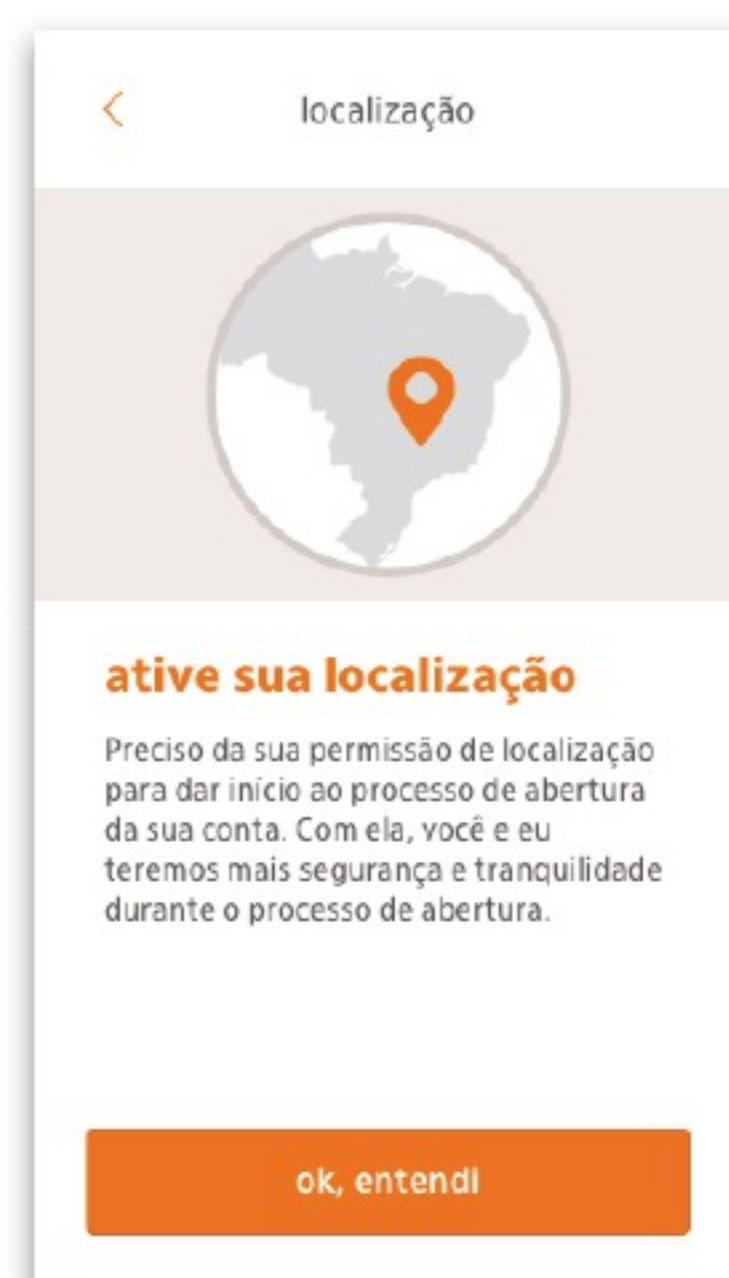 localização
ative sua localização
Preciso da sua permissão de localização
para dar início ao processo de abertura
da sua conta. Com ela, você e eu
teremos mais segurança e tranquilidade
durante o processo de abertura.
ok, entendi